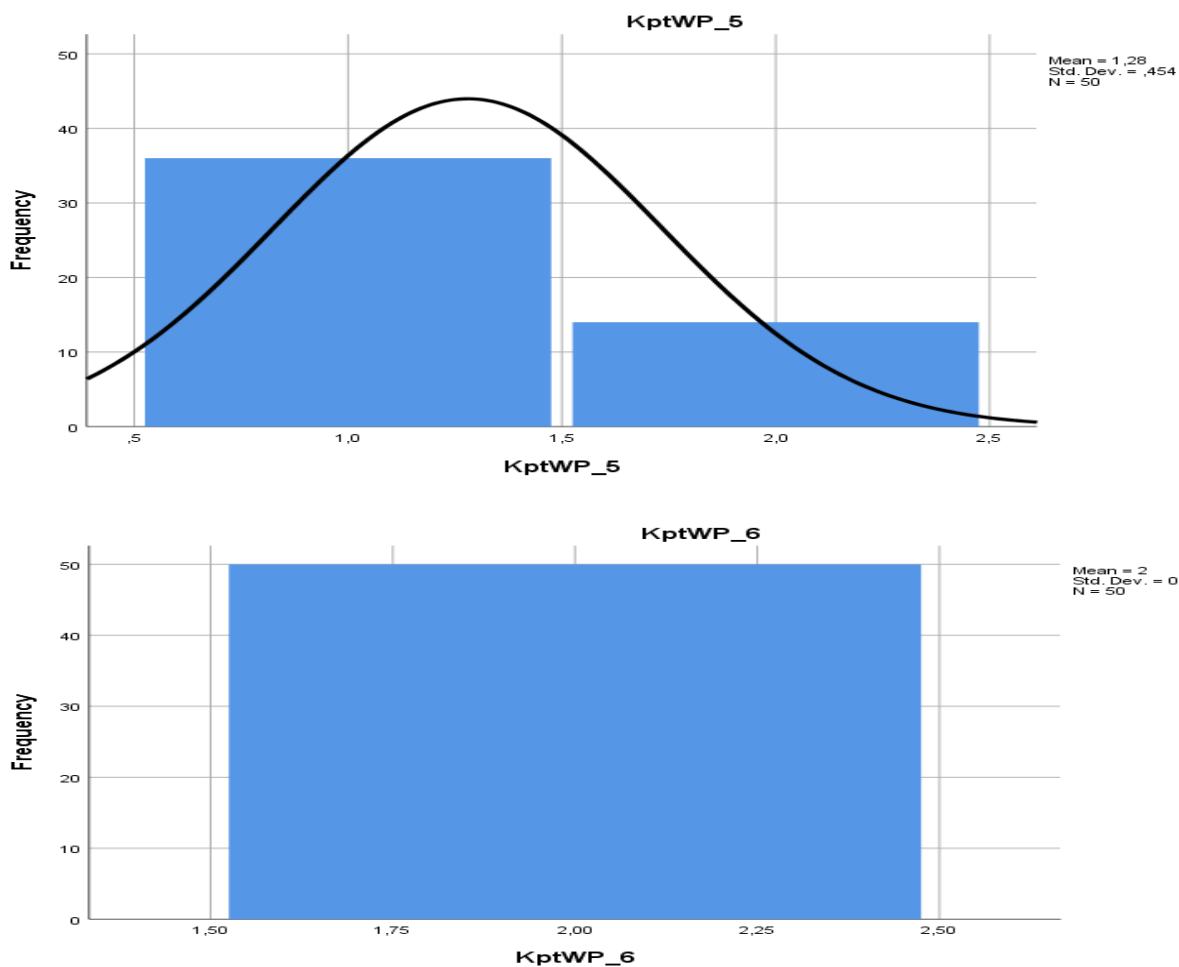 KptWP_5
Mean = 1,28
Std. Dev. = ,454
N = 50
50
40
30
20
10
0
Frequency
,5 1,0 1,5 2,0 2,5
KptWP_5
KptWP_6
Mean = 2
Std. Dev. = 0
N = 50
50
40
30
20
10
0
Frequency
1,50 1,75 2,00 2,25 2,50
KptWP_6